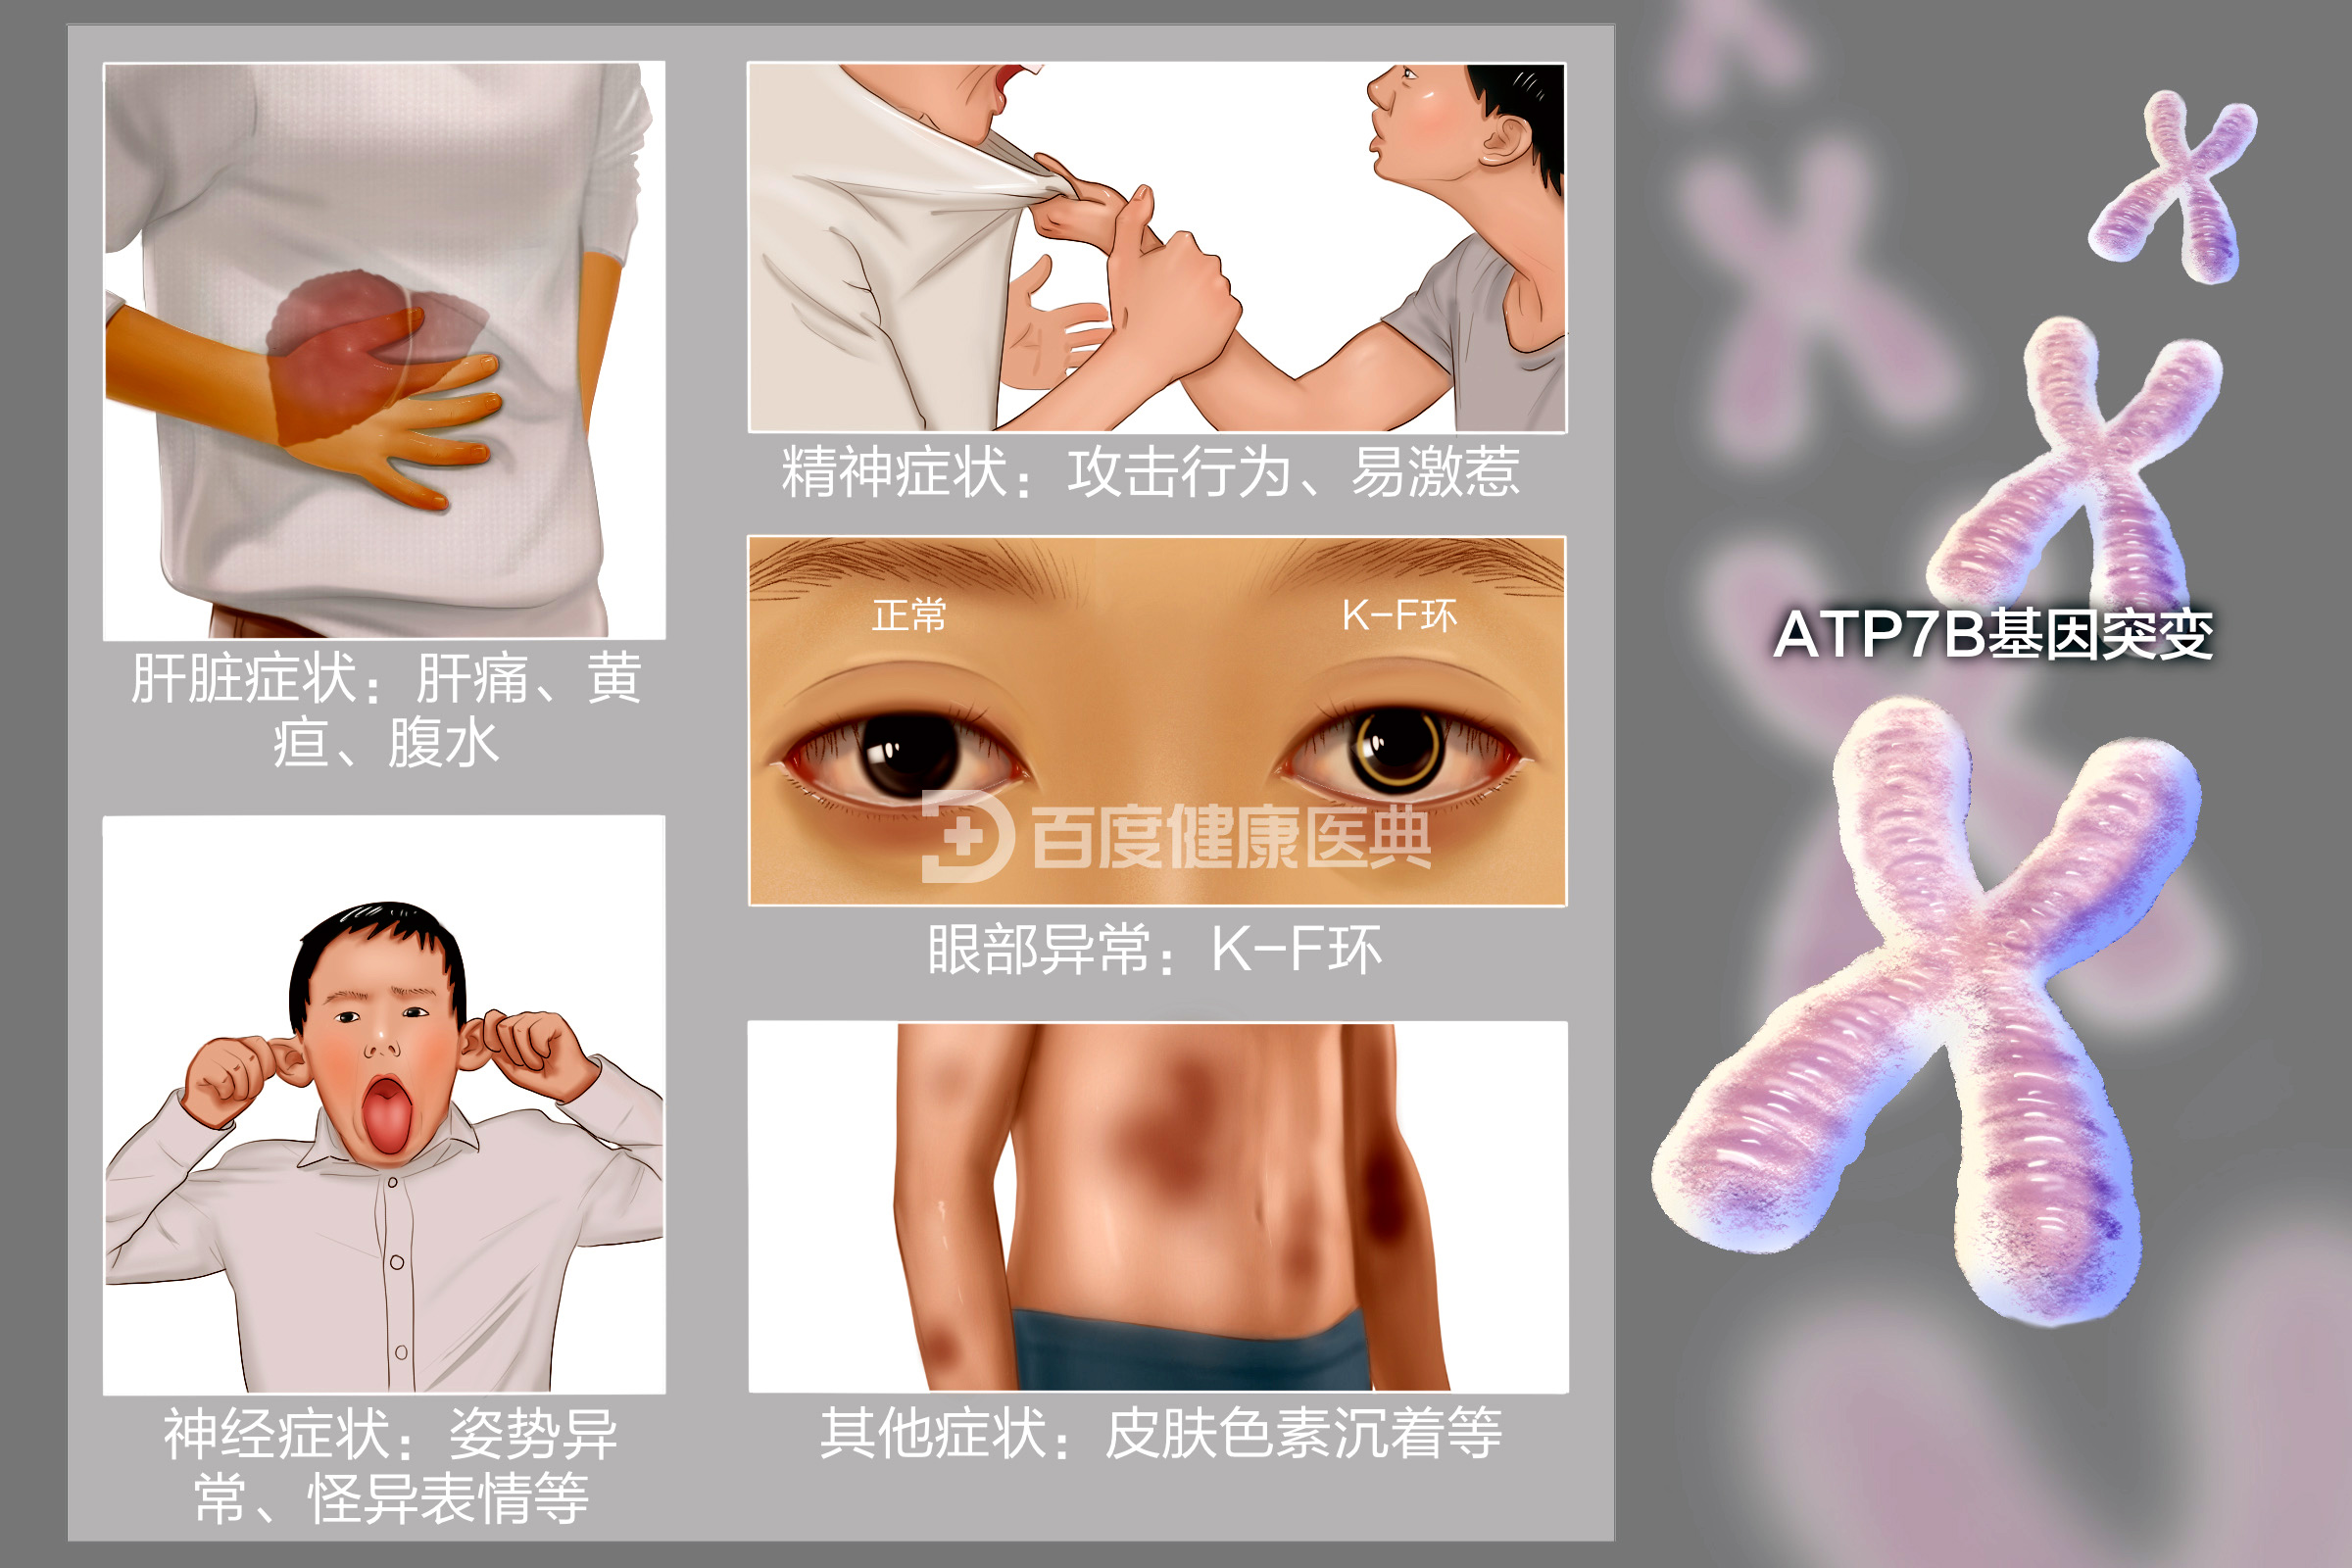 肝脏症状：肝痛、黄
疸、腹水
神经症状：姿势异
常、怪异表情等
精神症状：攻击行为、易激惹
正常
K-F环
百度健康医典
眼部异常：K-F环
其他症状：皮肤色素沉着等
ATP7B基因突变